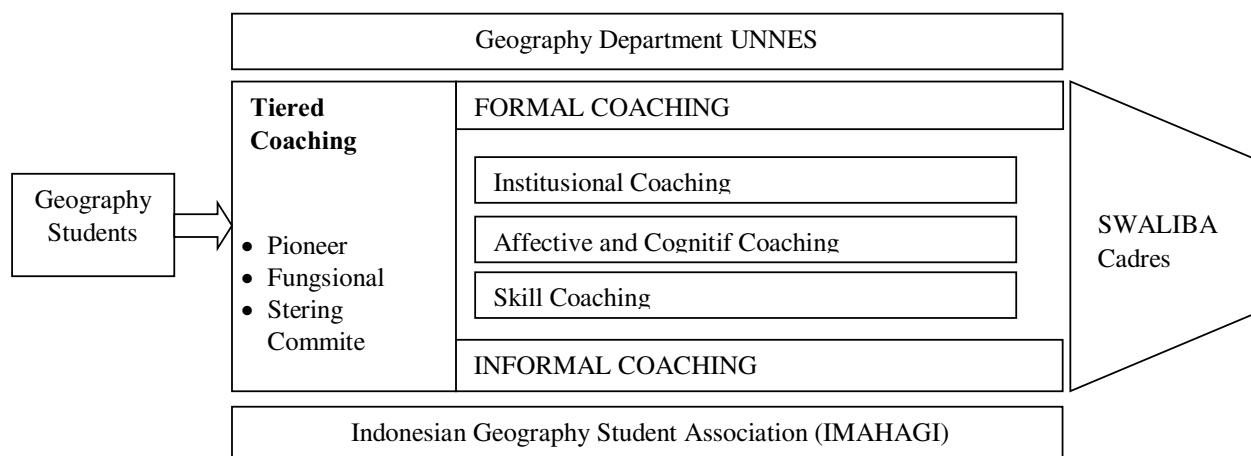 Geography Department UNNES
Geography
Students
Tiered
Coaching
• Pioneer
• Fungsional
• Stering
Commite
FORMAL COACHING
Institusional Coaching
Affective and Cognitif Coaching
Skill Coaching
INFORMAL COACHING
SWALIBA
Cadres
Indonesian Geography Student Association (IMAHAGI)